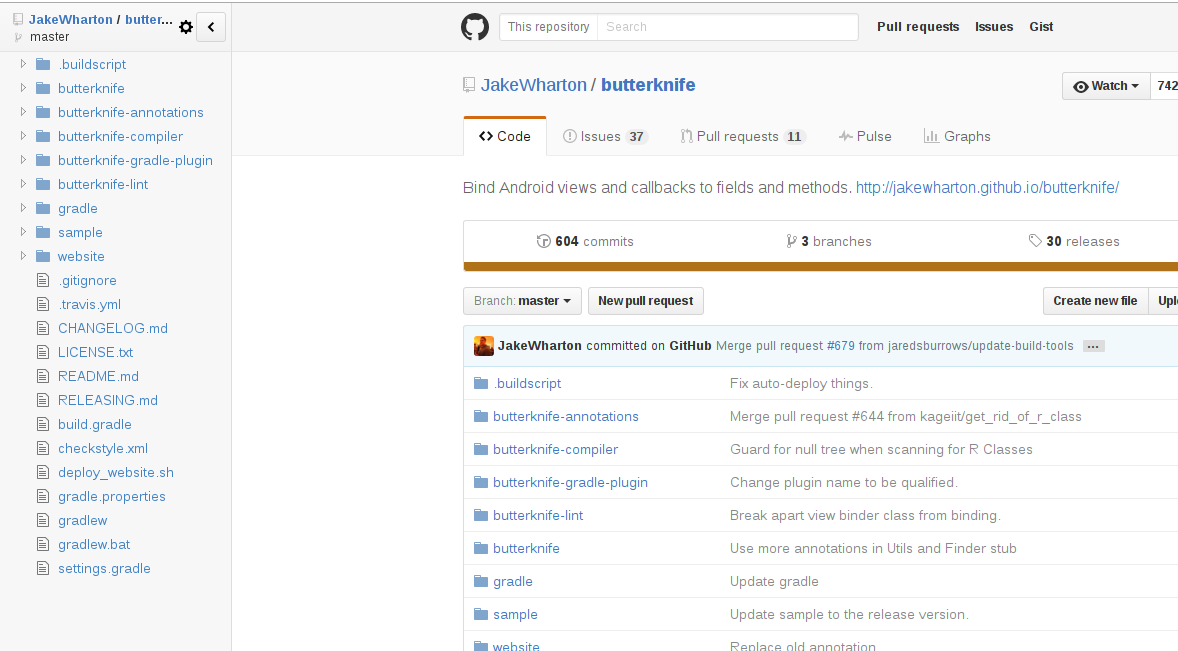 JakeWharton / butter...
master
.buildscript
butterknife
butterknife-annotations
butterknife-compiler
butterknife-gradle-plugin
butterknife-lint
gradle
sample
website
.gitignore
.travis.yml
CHANGELOG.md
LICENSE.txt
README.md
RELEASING.md
build.gradle
checkstyle.xml
deploy_website.sh
gradle.properties
gradlew
gradlew.bat
settings.gradle
This repository Search Pull requests Issues Gist
JakeWharton / butterknife Watch 742
Code Issues 37 Pull requests 11 Pulse Graphs
Bind Android views and callbacks to fields and methods. http://jakewharton.github.io/butterknife/
604 commits 3 branches 30 releases
Branch: master New pull request Create new file Uplo
JakeWharton committed on GitHub Merge pull request #679 from jaredsburrows/update-build-tools ...
.buildscript Fix auto-deploy things.
butterknife-annotations Merge pull request #644 from kageiit/get_rid_of_r_class
butterknife-compiler Guard for null tree when scanning for R Classes
butterknife-gradle-plugin Change plugin name to be qualified.
butterknife-lint Break apart view binder class from binding.
butterknife Use more annotations in Utils and Finder stub
gradle Update gradle
sample Update sample to the release version.
website Replace old annotation